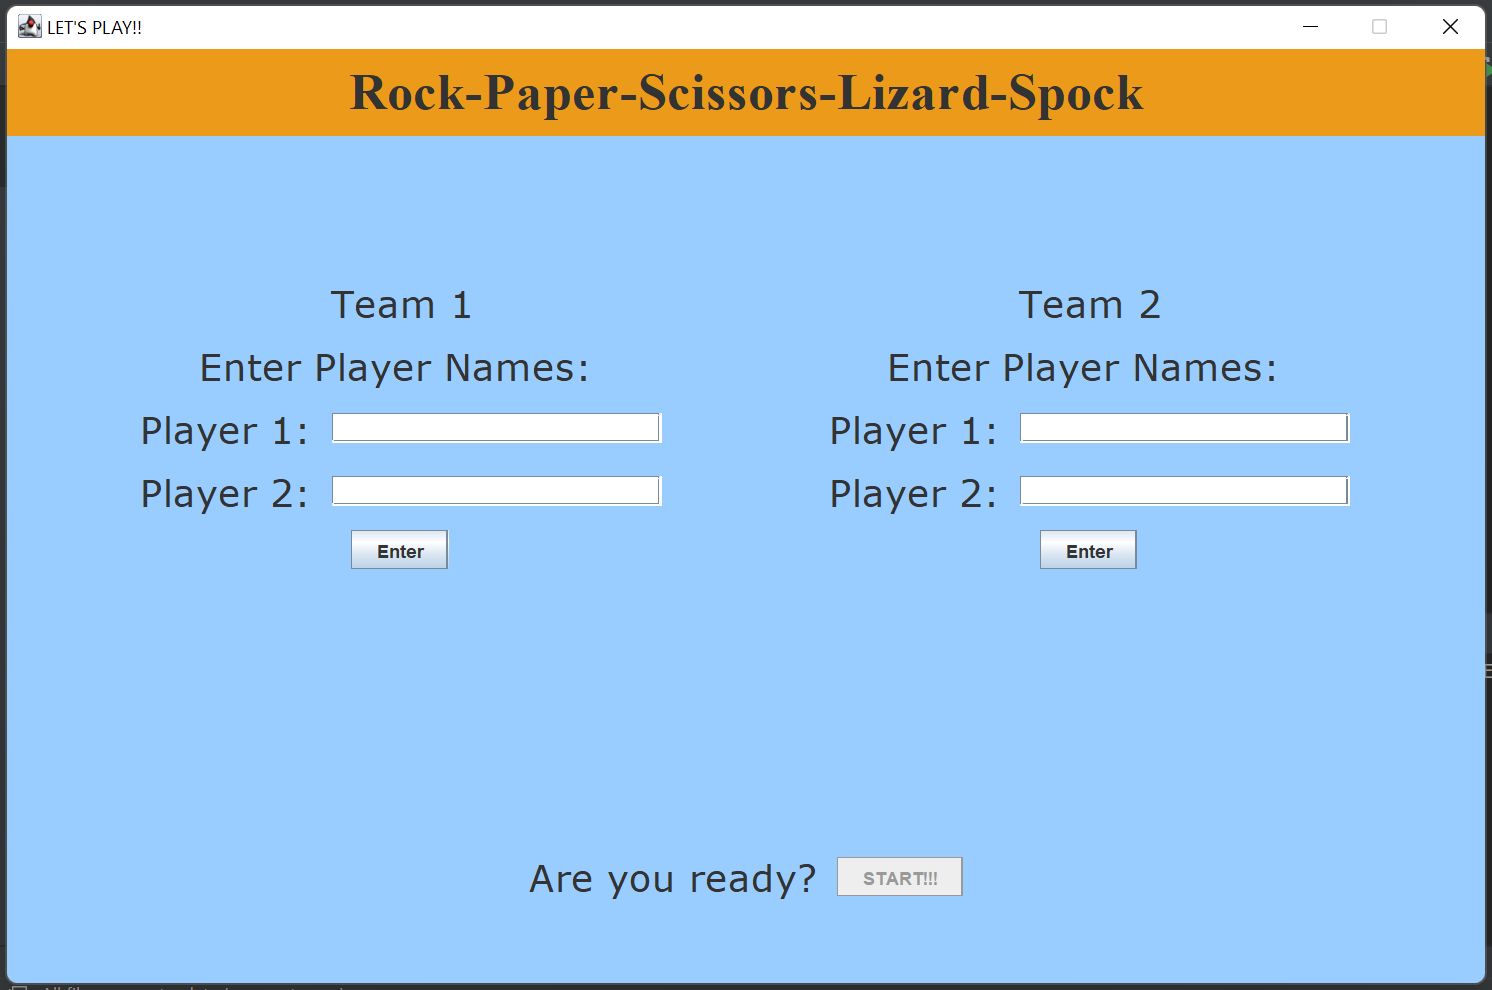 LET'S PLAY!!
Rock-Paper-Scissors-Lizard-Spock
Team 1
Enter Player Names:
Player 1:
Player 2:
Enter
Team 2
Enter Player Names:
Player 1:
Player 2:
Enter
Are you ready? START!!!